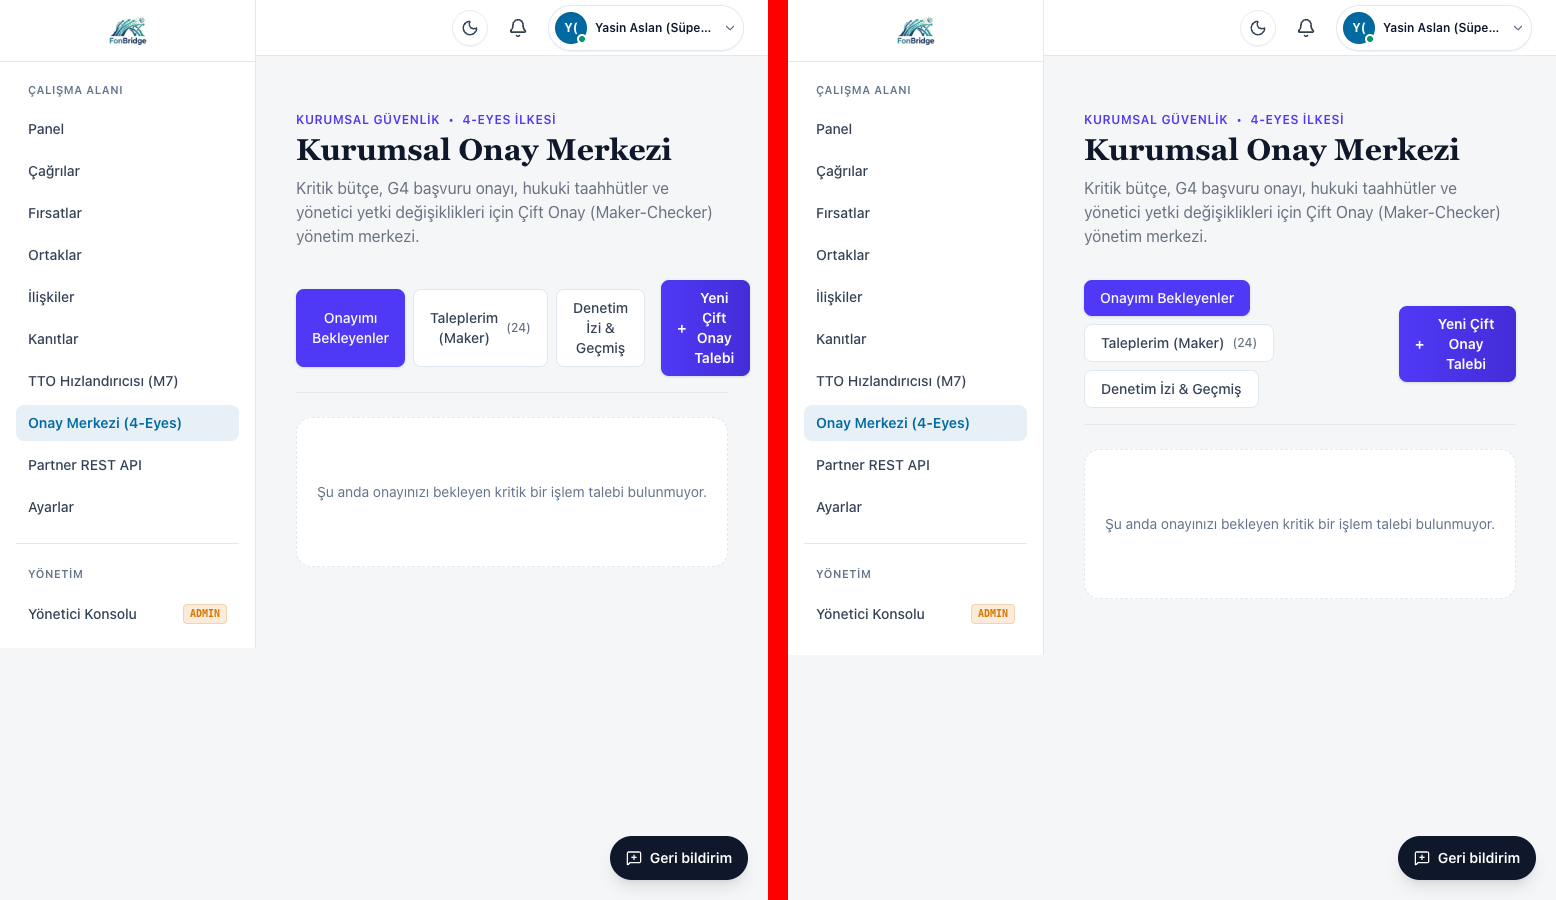 FonBridge
Yasin Aslan (Süpe...
Y(
ÇALIŞMA ALANI
Panel
Çağrılar
Fırsatlar
Ortaklar
İlişkiler
Kanıtlar
TTO Hızlandırıcısı (M7)
Onay Merkezi (4-Eyes)
Partner REST API
Ayarlar
YÖNETİM
Yönetici Konsolu
ADMIN
KURUMSAL GÜVENLİK • 4-EYES İLKESİ
Kurumsal Onay Merkezi
Kritik bütçe, G4 başvuru onayı, hukuki taahhütler ve
yönetici yetki değişiklikleri için Çift Onay (Maker-Checker)
yönetim merkezi.
Onayımı
Bekleyenler
Taleplerim
(Maker)
(24)
Denetim
İzi &
Geçmiş
+
Yeni
Çift
Onay
Talebi
Şu anda onayınızı bekleyen kritik bir işlem talebi bulunmuyor.
Geri bildirim
FonBridge
Y(
Yasin Aslan (Süpe...
ÇALIŞMA ALANI
Panel
Çağrılar
Fırsatlar
Ortaklar
İlişkiler
Kanıtlar
TTO Hızlandırıcısı (M7)
Onay Merkezi (4-Eyes)
Partner REST API
Ayarlar
YÖNETİM
Yönetici Konsolu
ADMIN
KURUMSAL GÜVENLİK • 4-EYES İLKESİ
Kurumsal Onay Merkezi
Kritik bütçe, G4 başvuru onayı, hukuki taahhütler ve
yönetici yetki değişiklikleri için Çift Onay (Maker-Checker)
yönetim merkezi.
Onayımı Bekleyenler
Taleplerim (Maker) (24)
Denetim İzi & Geçmiş
+
Yeni Çift
Onay
Talebi
Şu anda onayınızı bekleyen kritik bir işlem talebi bulunmuyor.
Geri bildirim